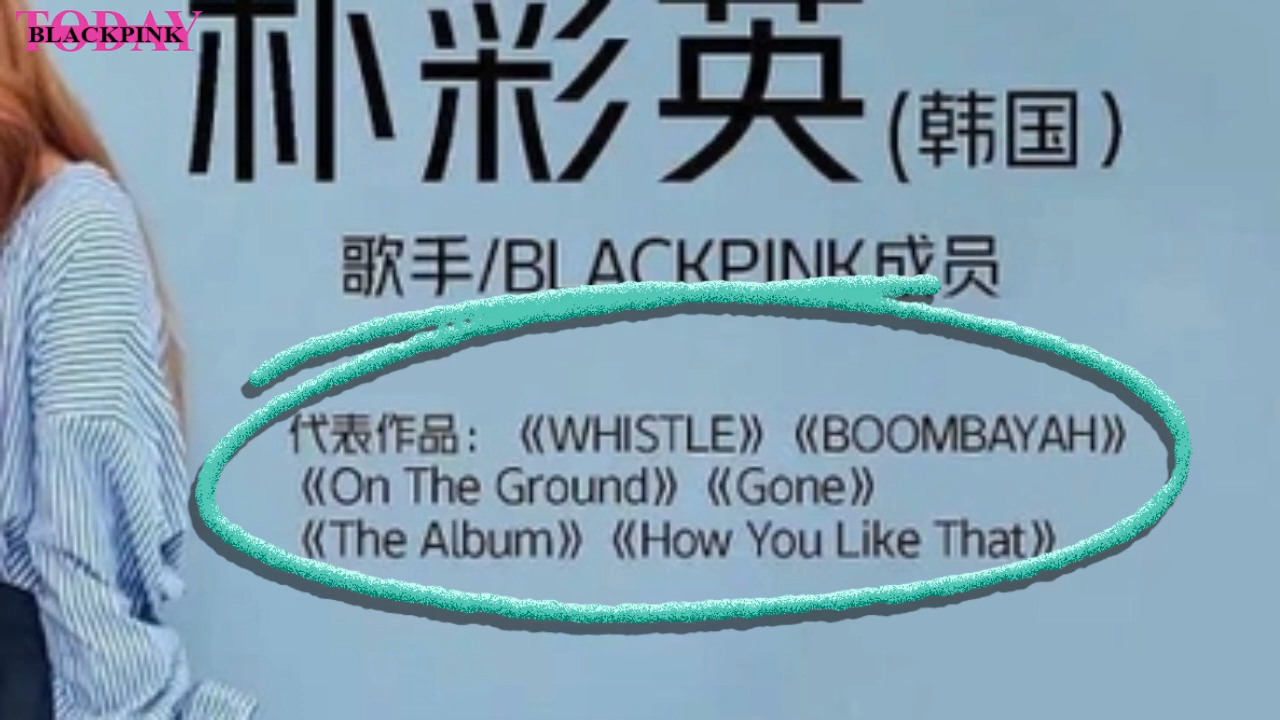 TODAY
BLACKPINK
朴彩英(韩国)
歌手/BLACKPINK成员
代表作品：《WHISTLE》《BOOMBAYAH》
《On The Ground》《Gone》
《The Album》《How You Like That》